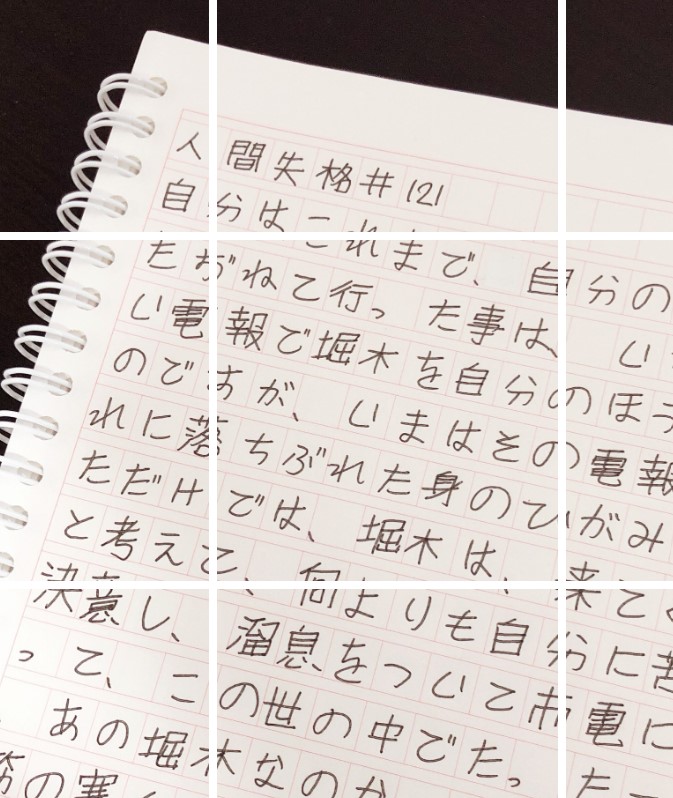 人間失格#121
自分はこれまで、自分の
たずねて行った事は、い
い電報で堀木を自分のほう
のですが、いまはその電報
れに落ちぶれた身のひがみ
ただけでは、堀木は、来てく
と考えて、何よりも自分に苦
決意し、溜息をついて市電に
って、この世の中でた
あの堀木なのか
の寒